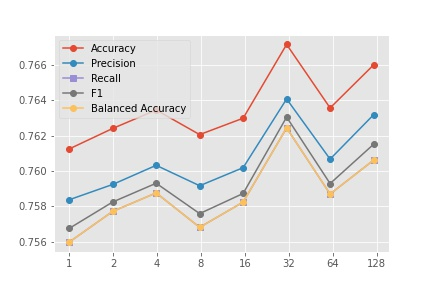 Accuracy
Precision
Recall
F1
Balanced Accuracy
0.766
0.764
0.762
0.760
0.758
0.756
1 2 4 8 16 32 64 128